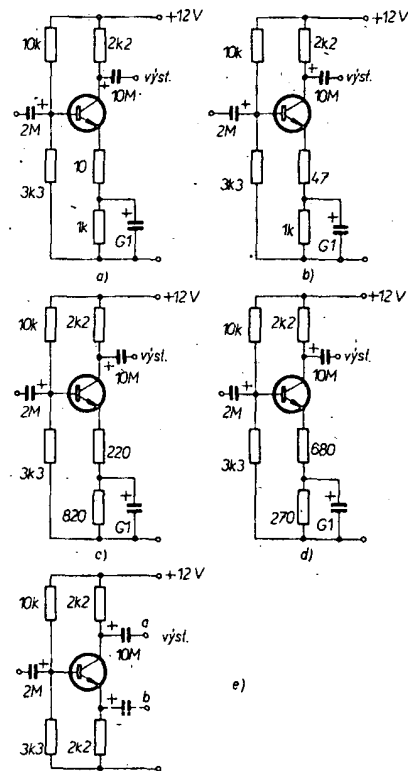 +12V
10k
2k2
výst.
10M
2M
3k3
10
1k
G1
a)
+12V
10k
2k2
výst.
10M
2M
3k3
47
1k
G1
b)
+12V
10k
2k2
výst.
10M
2M
3k3
220
820
G1
c)
+12V
10k
2k2
výst.
10M
2M
3k3
680
270
G1
d)
+12V
10k
2k2
a
výst.
10M
2M
b
3k3
2k2
e)